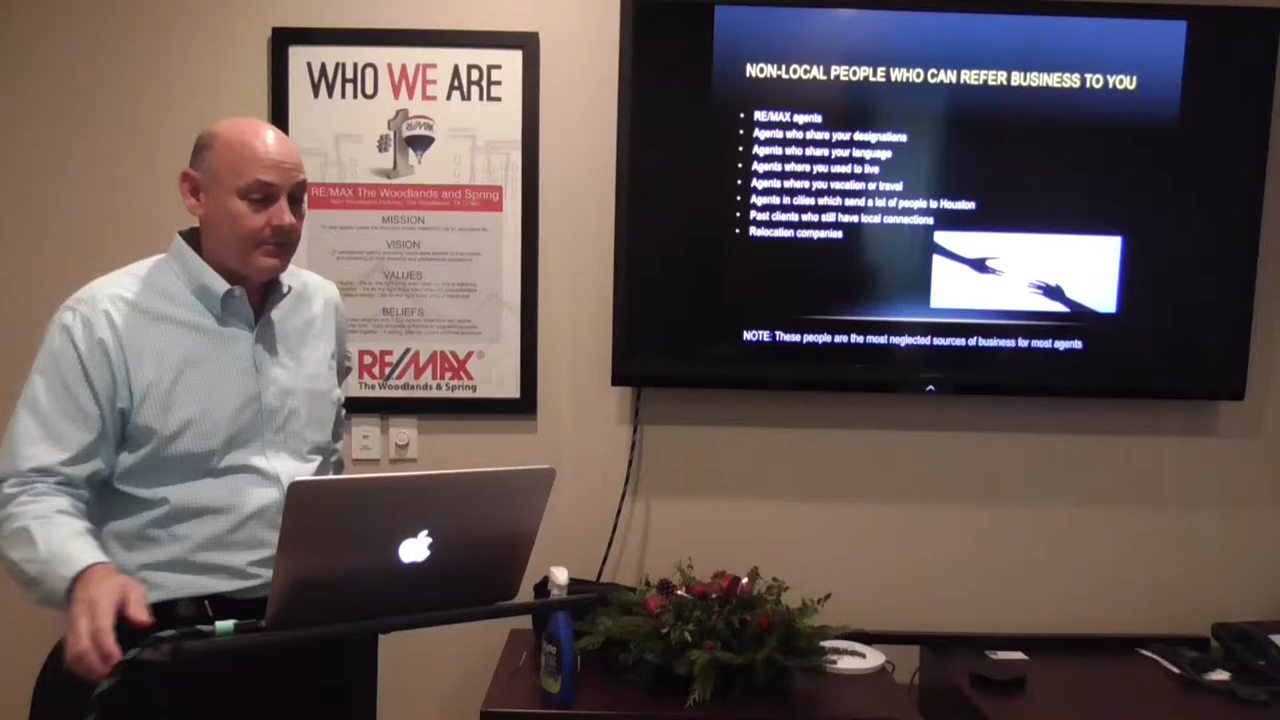 WHO WE ARE
RE/MAX
RE/MAX The Woodlands and Spring
MISSION
VISION
VALUES
BELIEFS
RE/MAX®
The Woodlands & Spring
NON-LOCAL PEOPLE WHO CAN REFER BUSINESS TO YOU
• RE/MAX agents
• Agents who share your designations
• Agents who share your language
• Agents where you used to live
• Agents where you vacation or travel
• Agents in cities which send a lot of people to Houston
• Past clients who still have local connections
• Relocation companies
NOTE: These people are the most neglected sources of business for most agents